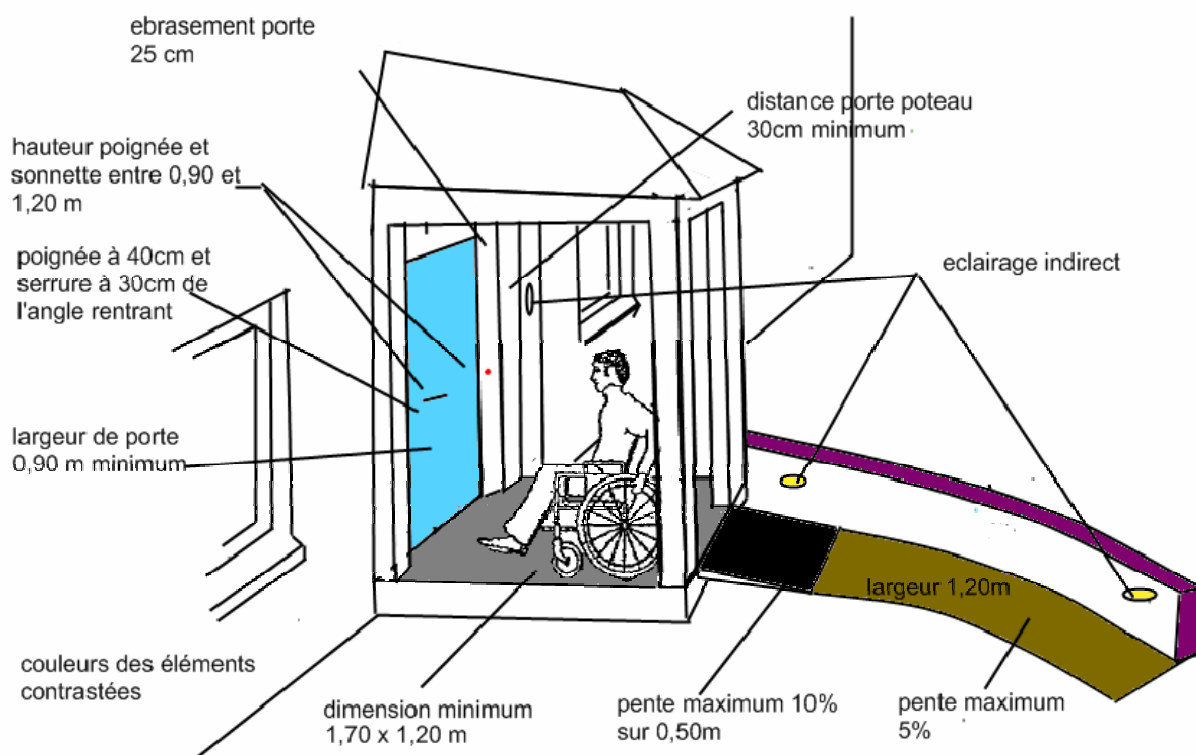 ebrasement porte
25 cm
distance porte poteau
30cm minimum
hauteur poignée et
sonnette entre 0,90 et
1,20 m
poignée à 40cm et
serrure à 30cm de
l'angle rentrant
eclairage indirect
largeur de porte
0,90 m minimum
largeur 1,20m
couleurs des éléments
contrastées
dimension minimum
1,70 x 1,20 m
pente maximum 10%
sur 0,50m
pente maximum
5%